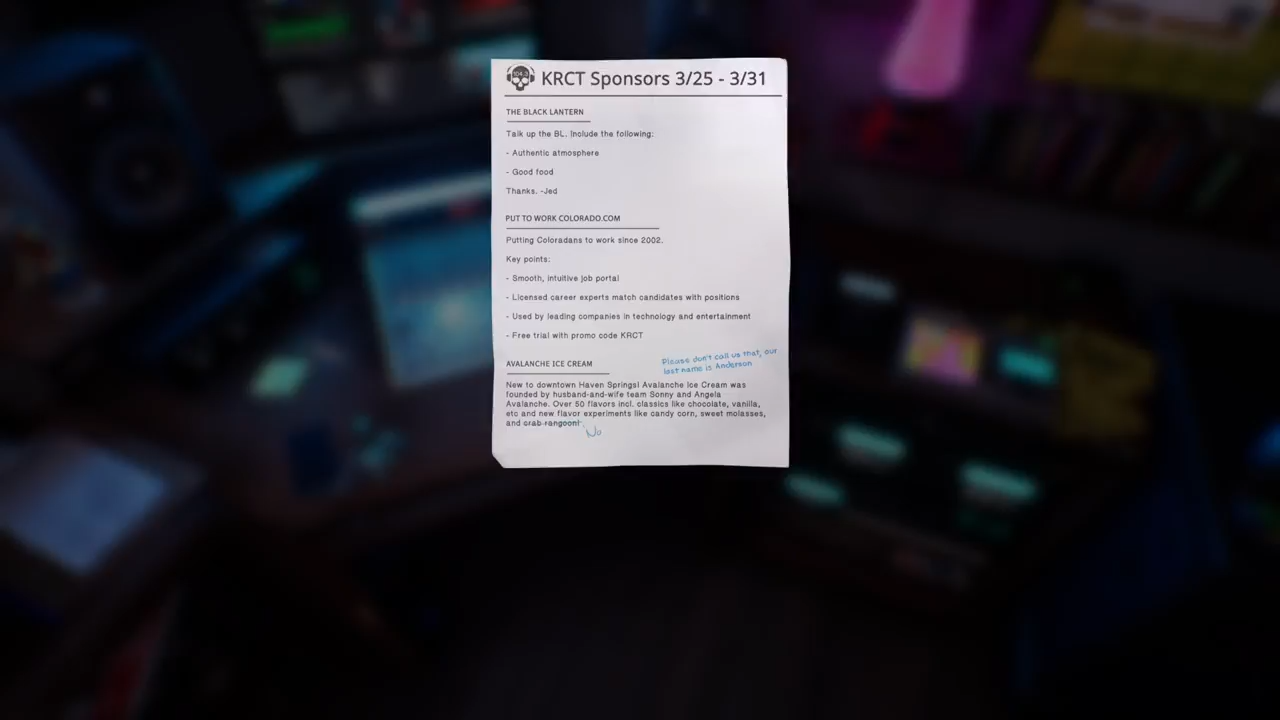 104.3
KRCT Sponsors 3/25 - 3/31
THE BLACK LANTERN
Talk up the BL. Include the following:
- Authentic atmosphere
- Good food
Thanks. -Jed
PUT TO WORK COLORADO.COM
Putting Coloradans to work since 2002.
Key points:
- Smooth, intuitive job portal
- Licensed career experts match candidates with positions
- Used by leading companies in technology and entertainment
- Free trial with promo code KRCT
Please don't call us that, our
last name is Anderson
AVALANCHE ICE CREAM
New to downtown Haven Springs! Avalanche Ice Cream was
founded by husband-and-wife team Sonny and Angela
Avalanche. Over 50 flavors incl. classics like chocolate, vanilla,
etc and new flavor experiments like candy corn, sweet molasses,
and crab rangoon!
No